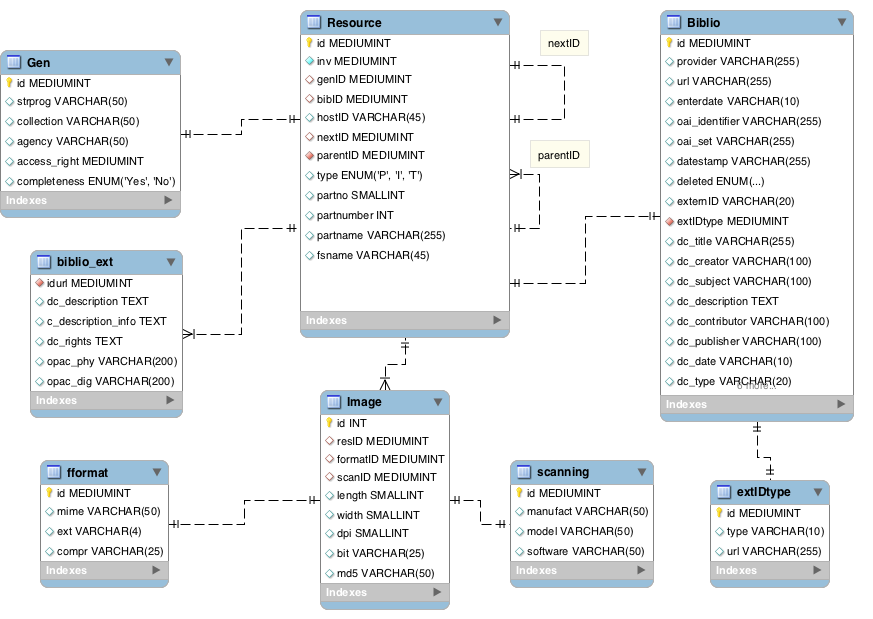 Gen
id MEDIUMINT
strprog VARCHAR(50)
collection VARCHAR(50)
agency VARCHAR(50)
access_right MEDIUMINT
completeness ENUM('Yes', 'No')
Indexes
biblio_ext
idurl MEDIUMINT
dc_description TEXT
c_description_info TEXT
dc_rights TEXT
opac_phy VARCHAR(200)
opac_dig VARCHAR(200)
Indexes
fformat
id MEDIUMINT
mime VARCHAR(50)
ext VARCHAR(4)
compr VARCHAR(25)
Indexes
Resource
id MEDIUMINT
inv MEDIUMINT
genID MEDIUMINT
bibID MEDIUMINT
hostID VARCHAR(45)
nextID MEDIUMINT
parentID MEDIUMINT
type ENUM('P', 'I', 'T')
partno SMALLINT
partnumber INT
partname VARCHAR(255)
fsname VARCHAR(45)
Indexes
nextID
parentID
Image
id INT
resID MEDIUMINT
formatID MEDIUMINT
scanID MEDIUMINT
length SMALLINT
width SMALLINT
dpi SMALLINT
bit VARCHAR(25)
md5 VARCHAR(50)
Indexes
scanning
id MEDIUMINT
manufact VARCHAR(50)
model VARCHAR(50)
software VARCHAR(50)
Indexes
Biblio
id MEDIUMINT
provider VARCHAR(255)
url VARCHAR(255)
enterdate VARCHAR(10)
oai_identifier VARCHAR(255)
oai_set VARCHAR(255)
datestamp VARCHAR(255)
deleted ENUM(...)
externID VARCHAR(20)
extIDtype MEDIUMINT
dc_title VARCHAR(255)
dc_creator VARCHAR(100)
dc_subject VARCHAR(100)
dc_description TEXT
dc_contributor VARCHAR(100)
dc_publisher VARCHAR(100)
dc_date VARCHAR(10)
dc_type VARCHAR(20)
6 more...
Indexes
extIDtype
id MEDIUMINT
type VARCHAR(10)
url VARCHAR(255)
Indexes